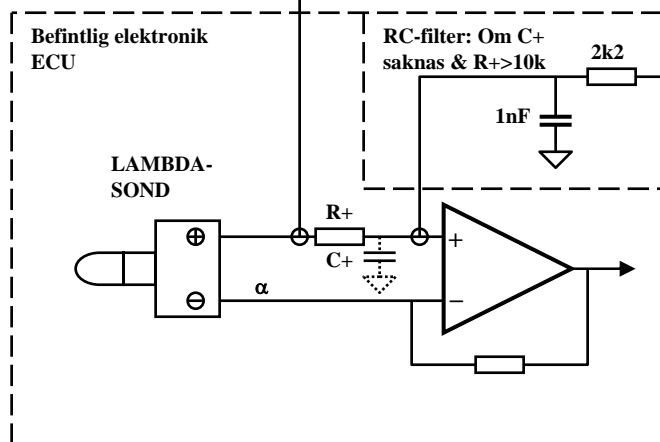 Befintlig elektronik
ECU
RC-filter: Om C+
saknas & R+>10k
2k2
1nF
LAMBDA-
SOND
R+
C+
α
+
−